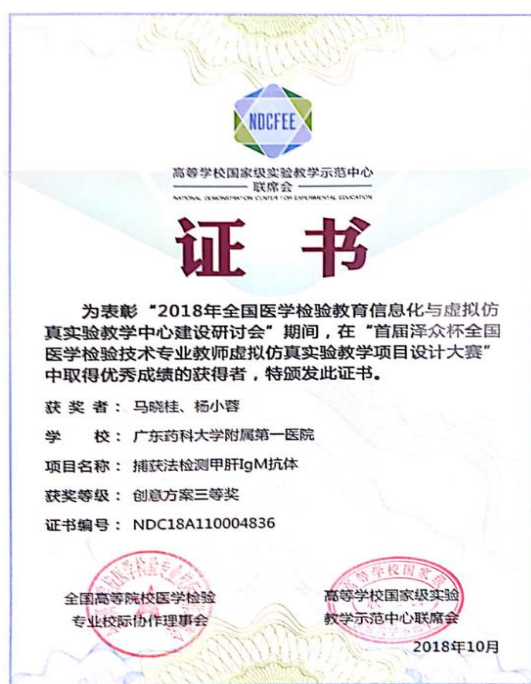 NDCFEE
高等学校国家级实验教学示范中心
联席会
NATIONAL DEMONSTRATION CENTER FOR EXPERIMENTAL EDUCATION
证 书
为表彰“2018年全国医学检验教育信息化与虚拟仿
真实验教学中心建设研讨会”期间，在“首届泽众杯全国
医学检验技术专业教师虚拟仿真实验教学项目设计大赛”
中取得优秀成绩的获得者，特颁发此证书。
获 奖 者：马晓桂、杨小蓉
学 校：广东药科大学附属第一医院
项目名称：捕获法检测甲肝IgM抗体
获奖等级：创意方案三等奖
证书编号：NDC18A110004836
全国高等院校医学检验
专业校际协作理事会
高等学校国家级实验
教学示范中心联席会
2018年10月